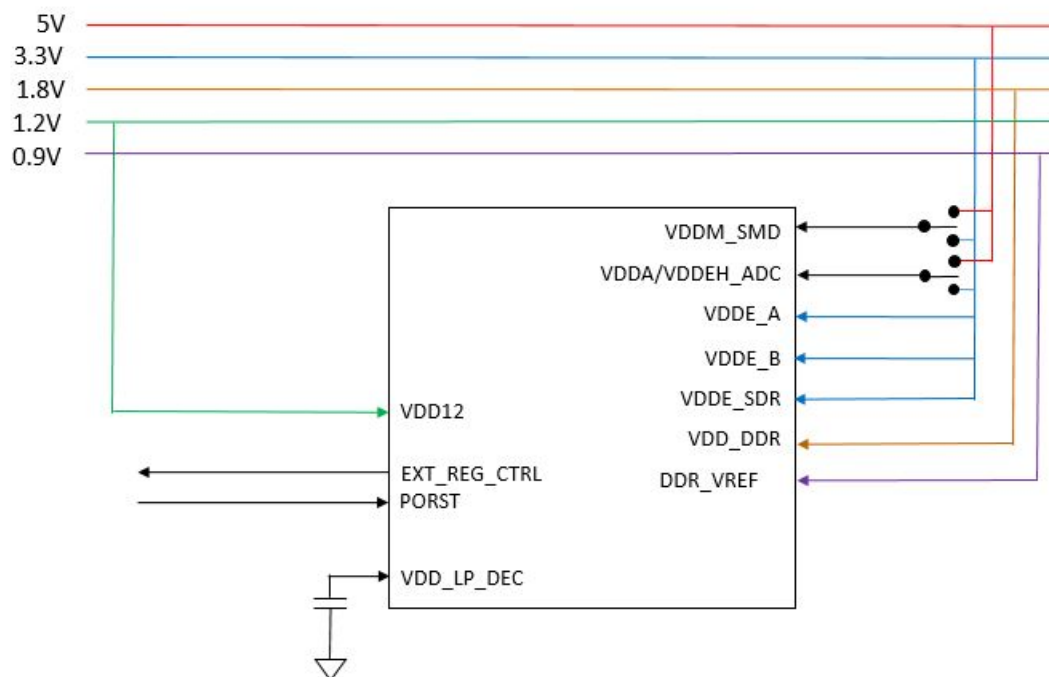 5V
3.3V
1.8V
1.2V
0.9V
VDDM_SMD
VDDA/VDDEH_ADC
VDDE_A
VDDE_B
VDDE_SDR
VDD12
VDD_DDR
EXT_REG_CTRL
DDR_VREF
PORST
VDD_LP_DEC